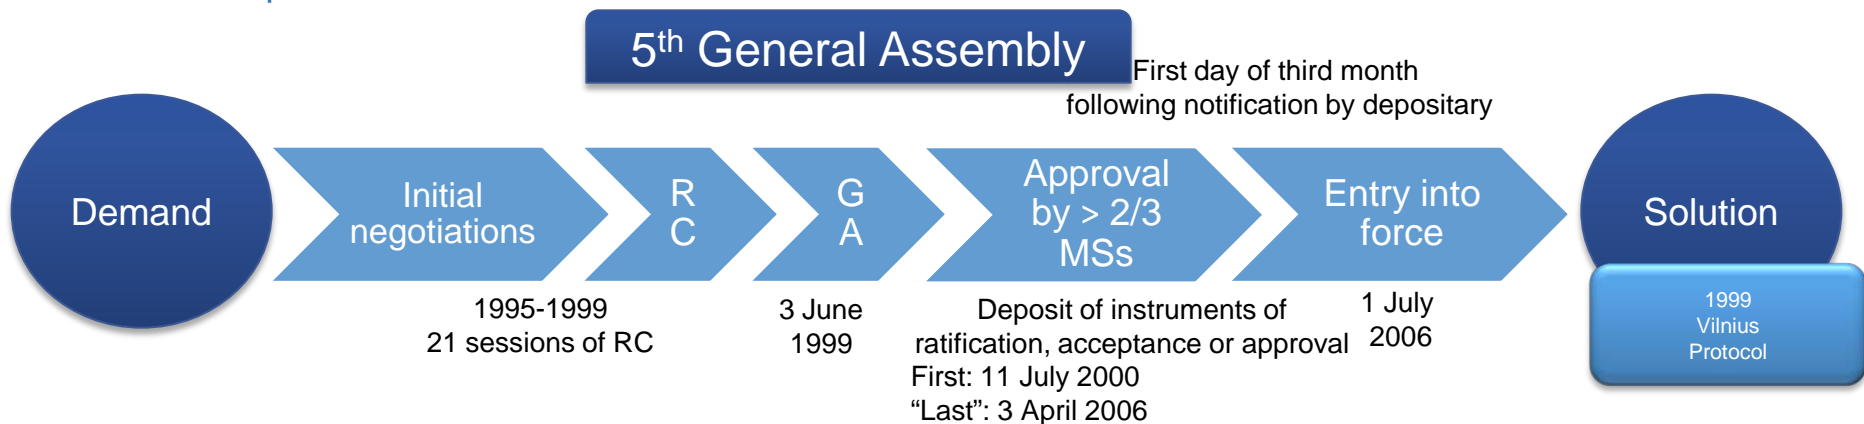 5th General Assembly
First day of third month
following notification by depositary
Demand
Initial
negotiations
R
C
G
A
Approval
by > 2/3
MSs
Entry into
force
Solution
1995-1999
21 sessions of RC
3 June
1999
Deposit of instruments of
ratification, acceptance or approval
First: 11 July 2000
“Last”: 3 April 2006
1 July
2006
1999
Vilnius
Protocol